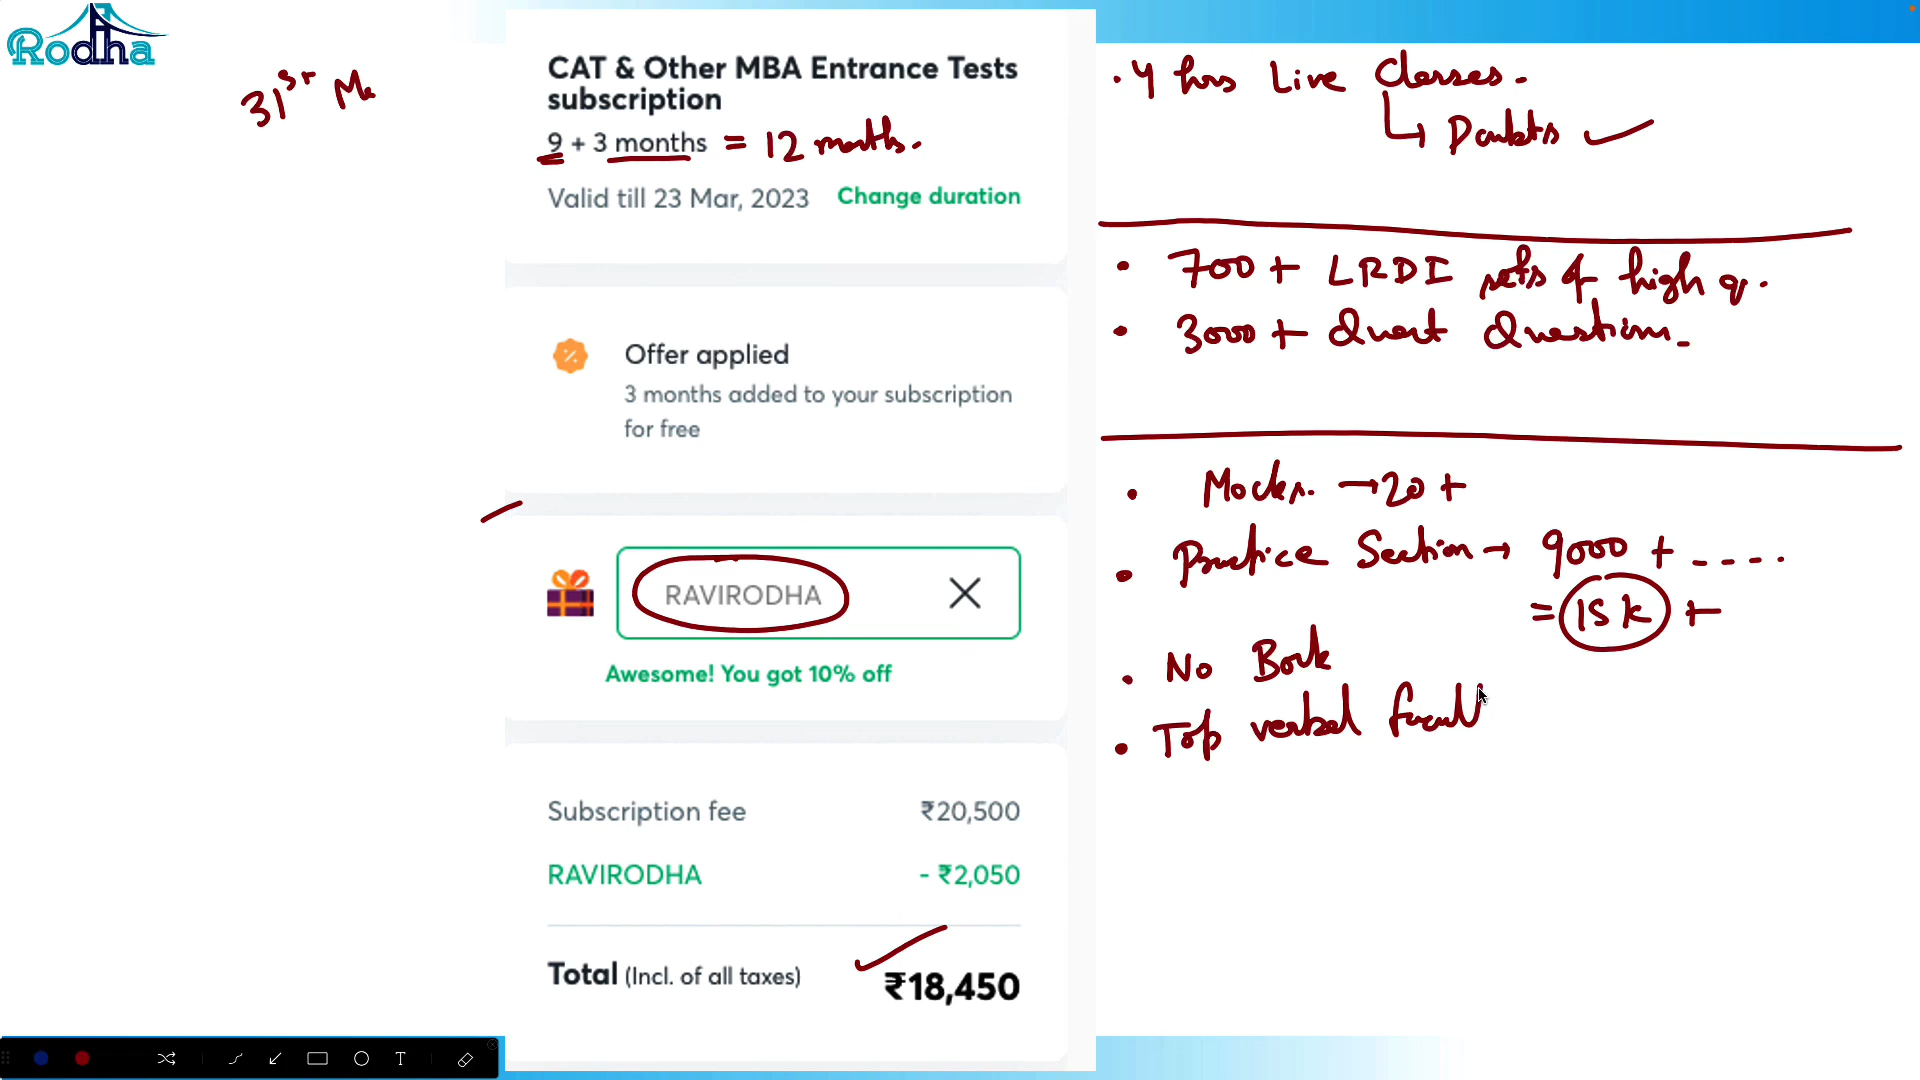 Rodha
31st Ma
CAT & Other MBA Entrance Tests
subscription
9 + 3 months = 12 months.
Valid till 23 Mar, 2023 Change duration
Offer applied
3 months added to your subscription
for free
RAVIRODHA
Awesome! You got 10% off
Subscription fee ₹20,500
RAVIRODHA - ₹2,050
Total (Incl. of all taxes) ₹18,450
• 4 hrs Live Classes.
↳ Doubts ✓
• 700 + LRDI sets of high q.
• 3000 + Quant Questions.
• Mocks. → 20 +
• Practice Section → 9000 + ----.
= 15 k +
• No Book
• Top verbal facult
T